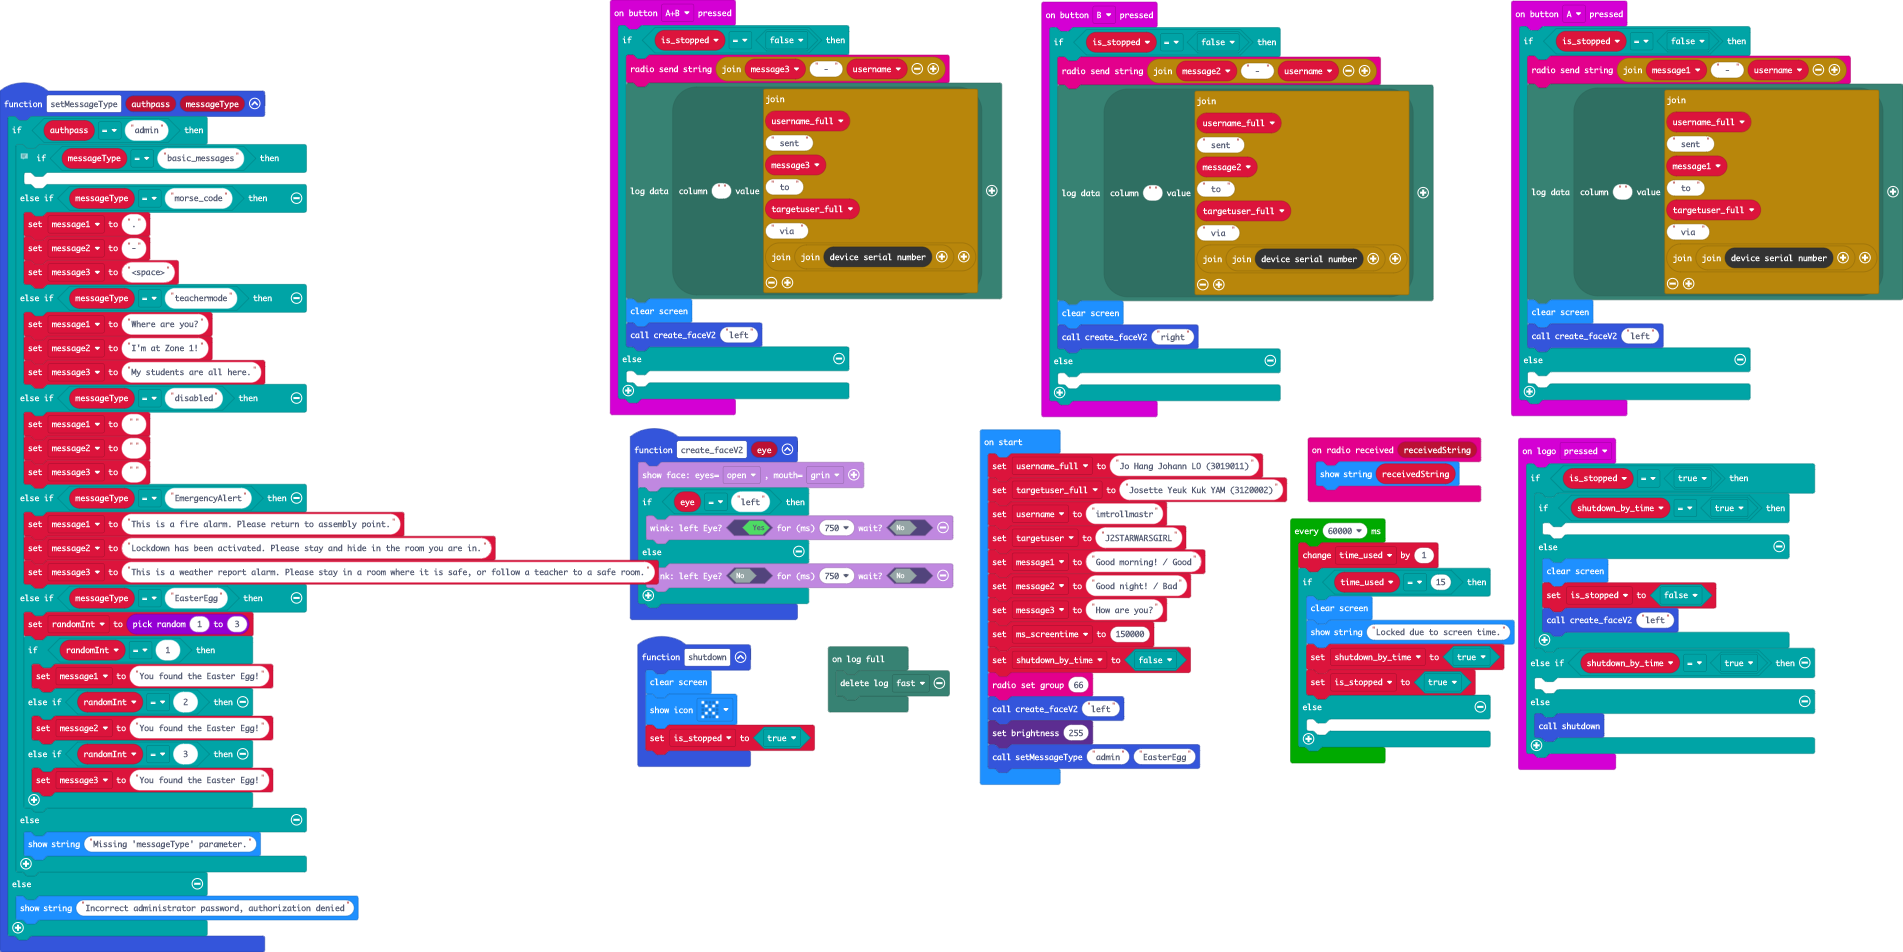 function setMessageType authpass messageType
if authpass = "admin" then
if messageType = "basic_messages" then
else if messageType = "morse_code" then
set message1 to "."
set message2 to "-"
set message3 to "<space>"
else if messageType = "teachermode" then
set message1 to "Where are you?"
set message2 to "I'm at Zone 1!"
set message3 to "My students are all here."
else if messageType = "disabled" then
set message1 to ""
set message2 to ""
set message3 to ""
else if messageType = "EmergencyAlert" then
set message1 to "This is a fire alarm. Please return to assembly point."
set message2 to "Lockdown has been activated. Please stay and hide in the room you are in."
set message3 to "This is a weather report alarm. Please stay in a room where it is safe, or follow a teacher to a safe room."
else if messageType = "EasterEgg" then
set randomInt to pick random 1 to 3
if randomInt = 1 then
set message1 to "You found the Easter Egg!"
else if randomInt = 2 then
set message2 to "You found the Easter Egg!"
else if randomInt = 3 then
set message3 to "You found the Easter Egg!"
else
show string "Missing 'messageType' parameter."
else
show string "Incorrect administrator password, authorization denied"
on button A+B pressed
if is_stopped = false then
radio send string join message3 "-" username
join
username_full
" sent "
message3
" to "
targetuser_full
" via "
log data column "" value
join join device serial number
clear screen
call create_faceV2 "left"
else
on button B pressed
if is_stopped = false then
radio send string join message2 "-" username
join
username_full
" sent "
message2
" to "
targetuser_full
" via "
log data column "" value
join join device serial number
clear screen
call create_faceV2 "right"
else
on button A pressed
if is_stopped = false then
radio send string join message1 "-" username
join
username_full
" sent "
message1
" to "
targetuser_full
" via "
log data column "" value
join join device serial number
clear screen
call create_faceV2 "left"
else
function create_faceV2 eye
show face: eyes= open , mouth= grin
if eye = "left" then
wink: left Eye? Yes for (ms) 750 wait? No
else
nk: left Eye? No for (ms) 750 wait? No
function shutdown
clear screen
show icon
set is_stopped to true
on log full
delete log fast
on start
set username_full to "Jo Hang Johann LO (3019011)"
set targetuser_full to "Josette Yeuk Kuk YAM (3120002)"
set username to "imtrollmastr"
set targetuser to "J2STARWARSGIRL"
set message1 to "Good morning! / Good"
set message2 to "Good night! / Bad"
set message3 to "How are you?"
set ms_screentime to 150000
set shutdown_by_time to false
radio set group 66
call create_faceV2 "left"
set brightness 255
call setMessageType "admin" "EasterEgg"
on radio received receivedString
show string receivedString
every 60000 ms
change time_used by 1
if time_used = 15 then
clear screen
show string "Locked due to screen time."
set shutdown_by_time to true
set is_stopped to true
else
on logo pressed
if is_stopped = true then
if shutdown_by_time = true then
else
clear screen
set is_stopped to false
call create_faceV2 "left"
else if shutdown_by_time = true then
else
call shutdown